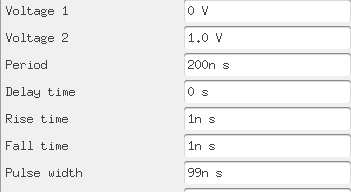 Voltage 1 0 V
Voltage 2 1.0 V
Period 200n s
Delay time 0 s
Rise time 1n s
Fall time 1n s
Pulse width 99n s